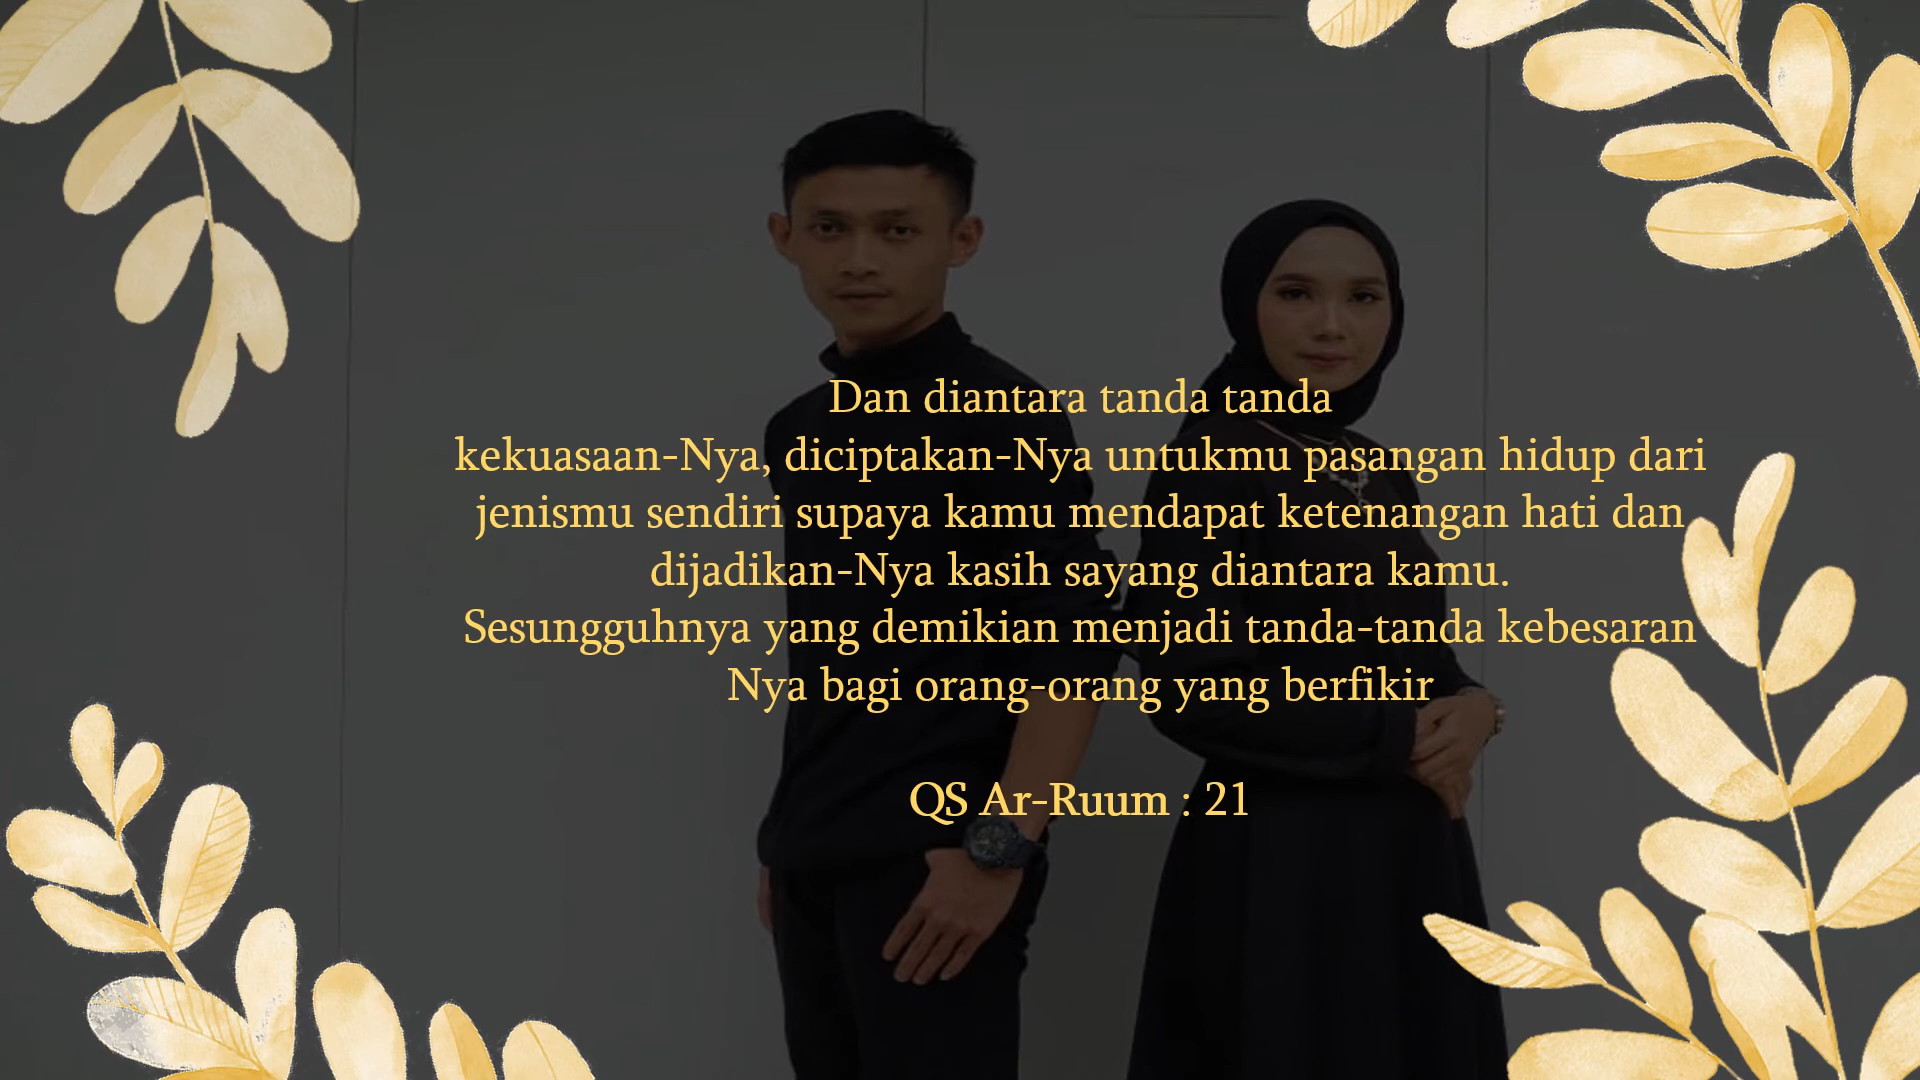 Dan diantara tanda tanda
kekuasaan-Nya, diciptakan-Nya untukmu pasangan hidup dari
jenismu sendiri supaya kamu mendapat ketenangan hati dan
dijadikan-Nya kasih sayang diantara kamu.
Sesungguhnya yang demikian menjadi tanda-tanda kebesaran
Nya bagi orang-orang yang berfikir
QS Ar-Ruum : 21